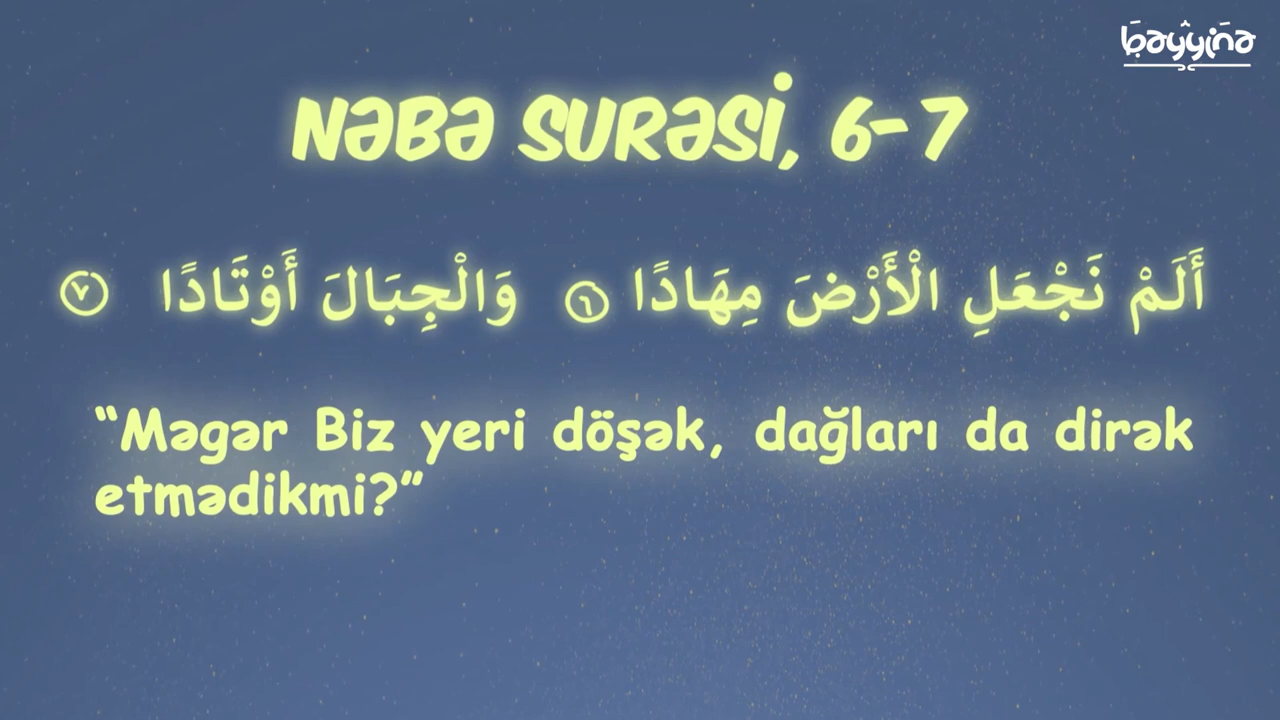 bəyyinə
NƏBƏ SURƏSİ, 6-7
أَلَمْ نَجْعَلِ الْأَرْضَ مِهَادًا ٦ وَالْجِبَالَ أَوْتَادًا ٧
“Məgər Biz yeri döşək, dağları da dirək
etmədikmi?”